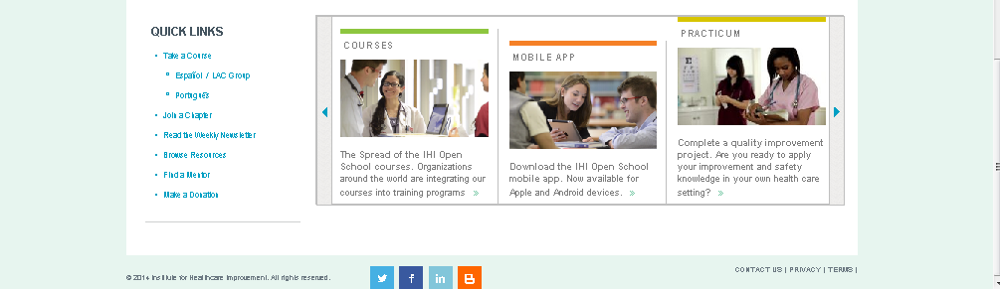 QUICK LINKS
Take a Course
Español / LAC Group
Portugués
Join a Chapter
Read the Weekly Newsletter
Browse Resources
Find a Mentor
Make a Donation
COURSES
The Spread of the IHI Open
School courses. Organizations
around the world are integrating our
courses into training programs »
MOBILE APP
Download the IHI Open School
mobile app. Now available for
Apple and Android devices. »
PRACTICUM
Complete a quality improvement
project. Are you ready to apply
your improvement and safety
knowledge in your own health care
setting? »
© 2014 Institute for Healthcare Improvement. All rights reserved.
f
in
B
CONTACT US | PRIVACY | TERMS |